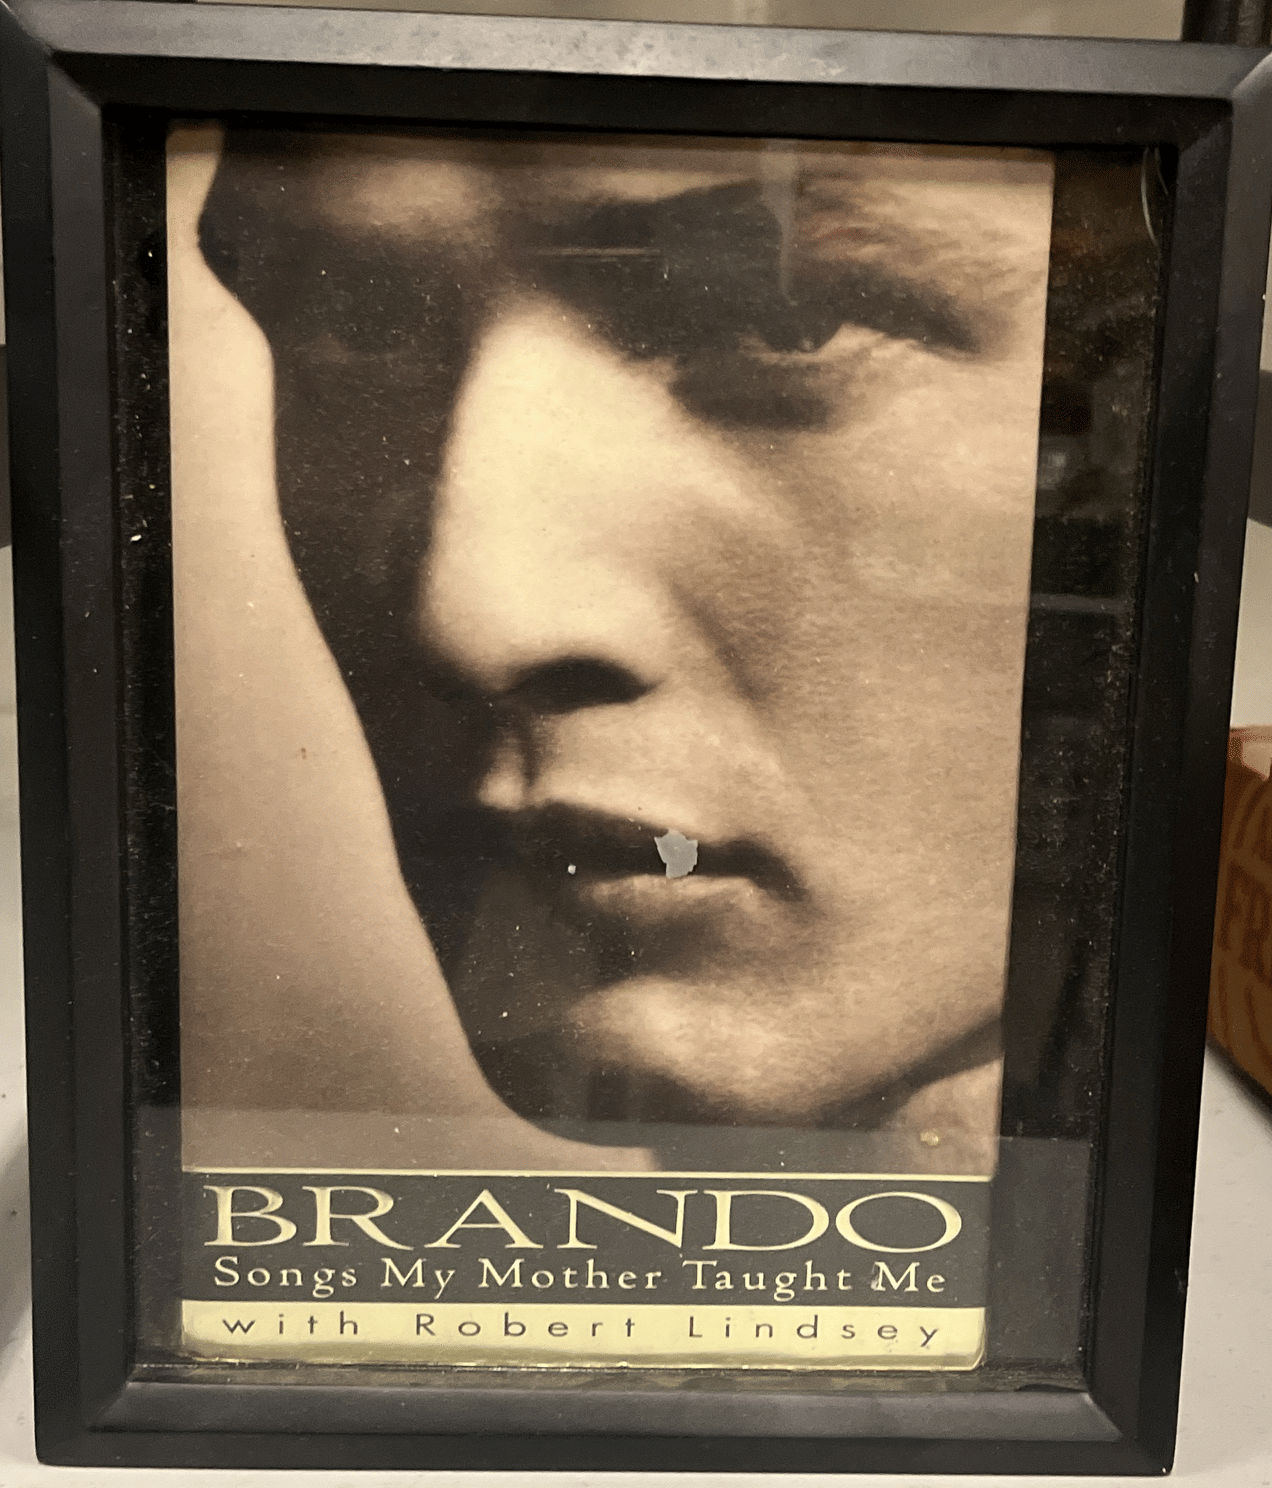 BRANDO
Songs My Mother Taught Me
with Robert Lindsey